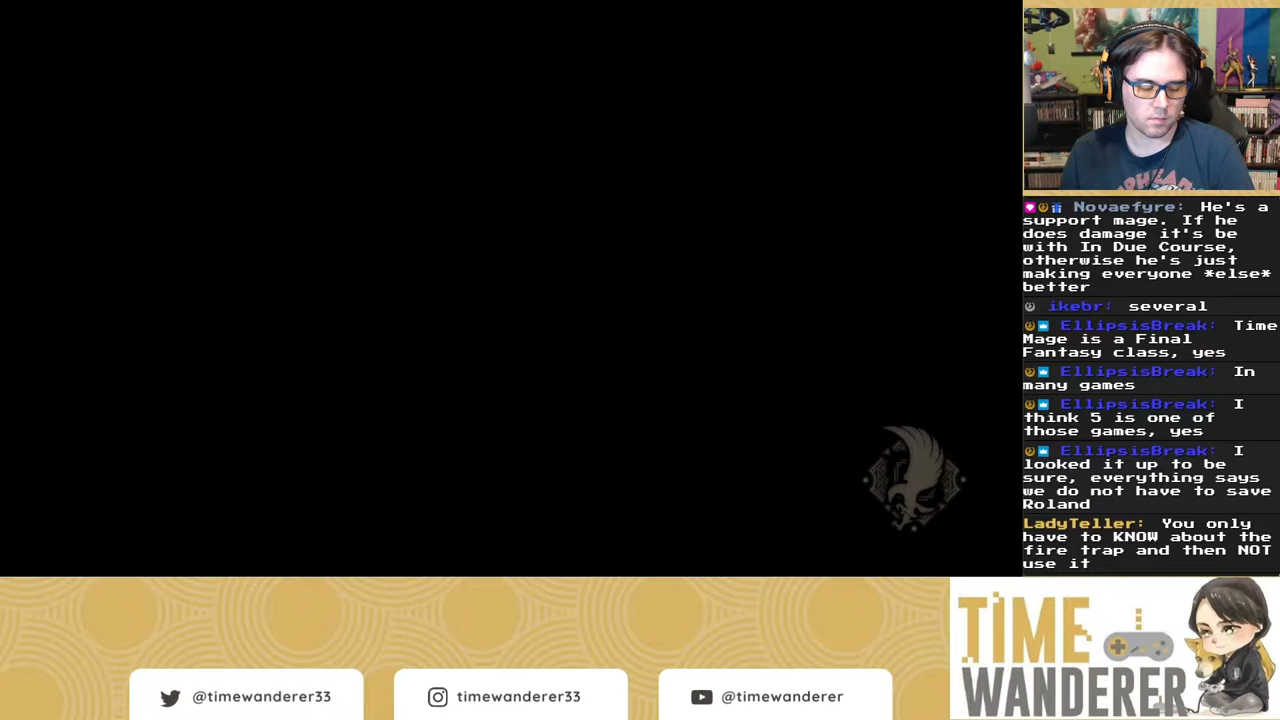 Novaefyre: He's a
support mage. If he
does damage it's be
with In Due Course,
otherwise he's just
making everyone *else*
better
ikebr: several
EllipsisBreak: Time
Mage is a Final
Fantasy class, yes
EllipsisBreak: In
many games
EllipsisBreak: I
think 5 is one of
those games, yes
EllipsisBreak: I
looked it up to be
sure, everything says
we do not have to save
Roland
LadyTeller: You only
have to KNOW about the
fire trap and then NOT
use it
TIME
WANDERER
@timewanderer33
timewanderer33
@timewanderer